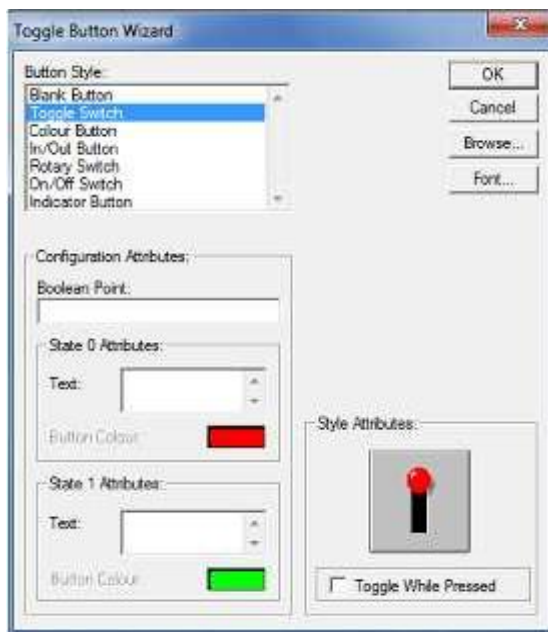 Toggle Button Wizard
Button Style:
Blank Button
Toggle Switch
Colour Button
In/Out Button
Rotary Switch
On/Off Switch
Indicator Button
OK
Cancel
Browse...
Font...
Configuration Attributes:
Boolean Point:
State 0 Attributes:
Text:
Button Colour:
State 1 Attributes:
Text:
Button Colour:
Style Attributes:
Toggle While Pressed